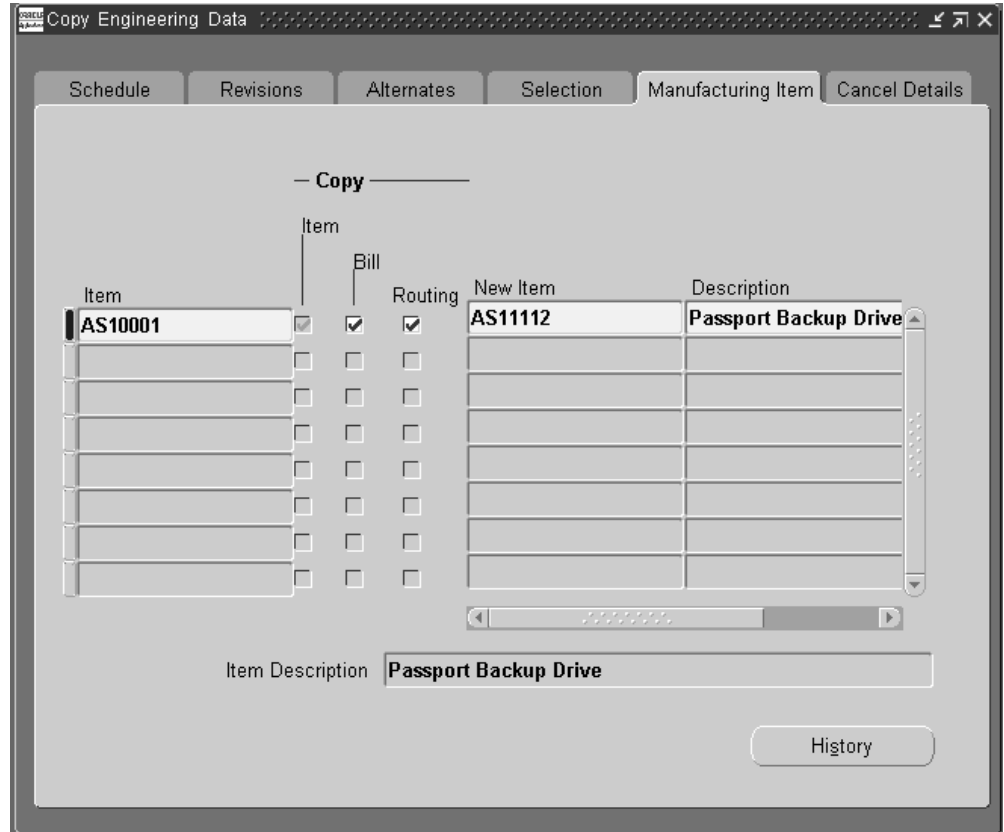 Copy Engineering Data
Schedule Revisions Alternates Selection Manufacturing Item Cancel Details
Copy
Item
Bill
Item Routing New Item Description
AS10001 AS11112 Passport Backup Drive
Item Description Passport Backup Drive
History